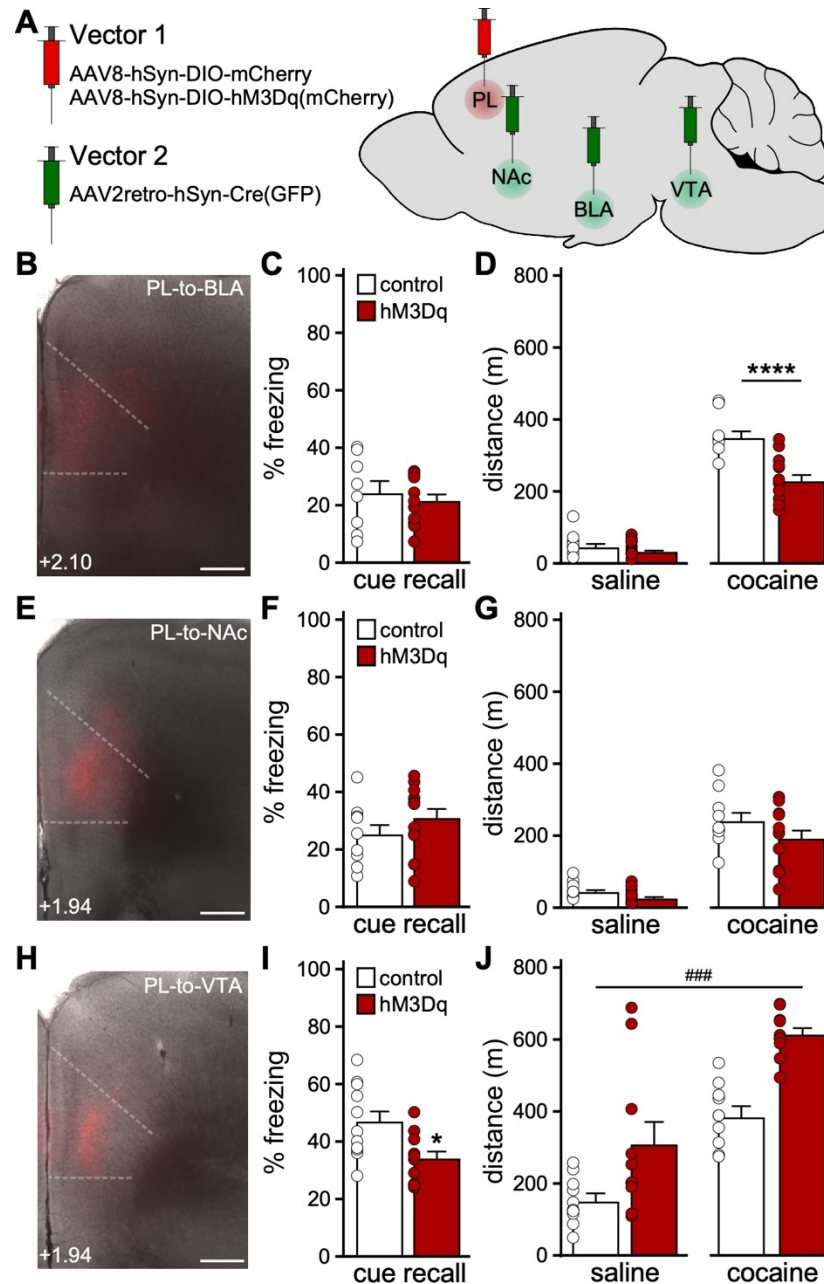 A
Vector 1
AAV8-hSyn-DIO-mCherry
AAV8-hSyn-DIO-hM3Dq(mCherry)
Vector 2
AAV2retro-hSyn-Cre(GFP)
PL
NAc
BLA
VTA
B
PL-to-BLA
+2.10
C
% freezing
100
80
60
40
20
0
control
hM3Dq
cue recall
D
distance (m)
800
600
400
200
0
****
saline
cocaine
E
PL-to-NAc
+1.94
F
% freezing
100
80
60
40
20
0
control
hM3Dq
cue recall
G
distance (m)
800
600
400
200
0
saline
cocaine
H
PL-to-VTA
+1.94
I
% freezing
100
80
60
40
20
0
control
hM3Dq
*
cue recall
J
distance (m)
800
600
400
200
0
###
saline
cocaine